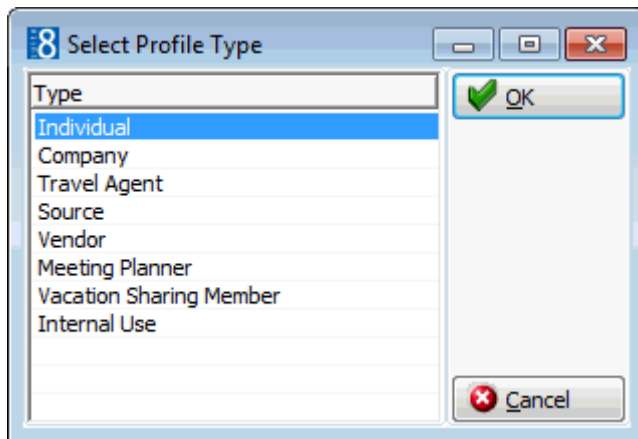 8 Select Profile Type
Type
Individual
Company
Travel Agent
Source
Vendor
Meeting Planner
Vacation Sharing Member
Internal Use
OK
Cancel